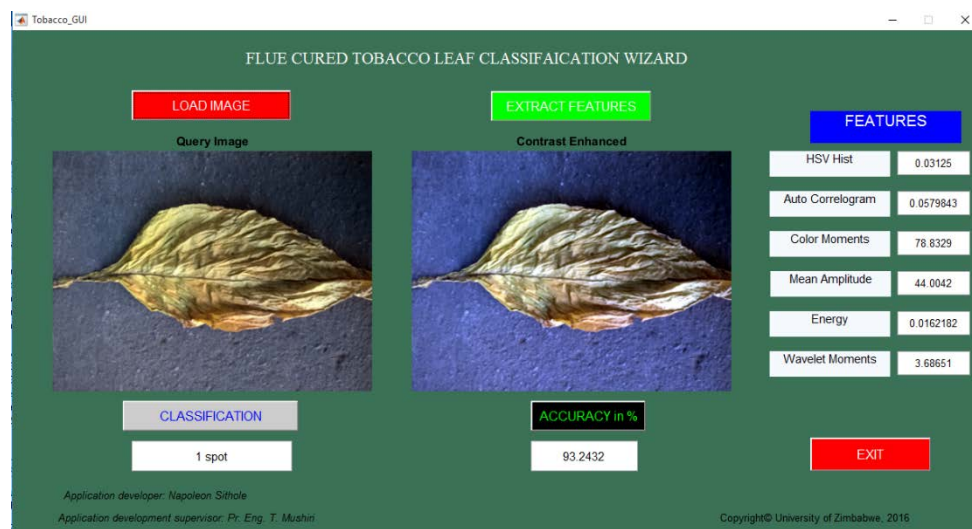 Tobacco_GUI
FLUE CURED TOBACCO LEAF CLASSIFAICATION WIZARD
LOAD IMAGE
EXTRACT FEATURES
FEATURES
Query Image
Contrast Enhanced
HSV Hist
0.03125
Auto Correlogram
0.0579843
Color Moments
78.8329
Mean Amplitude
44.0042
Energy
0.0162182
Wavelet Moments
3.68651
CLASSIFICATION
ACCURACY in %
1 spot
93.2432
EXIT
Application developer: Napoleon Sithole
Application development supervisor: Pr. Eng. T. Mushiri
Copyright© University of Zimbabwe, 2016